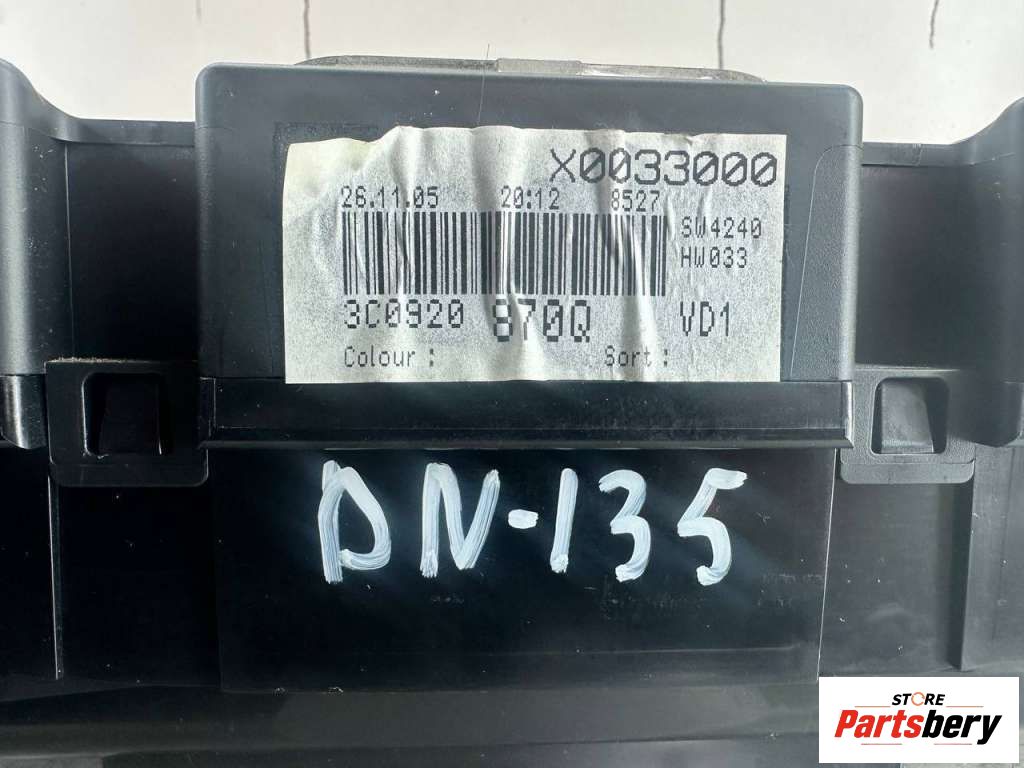 X0033000
26.11.05 20:12 8527
SW4240
HW033
3C0920 870Q VD1
Colour : Sort :
DN-135
STORE
Partsbery